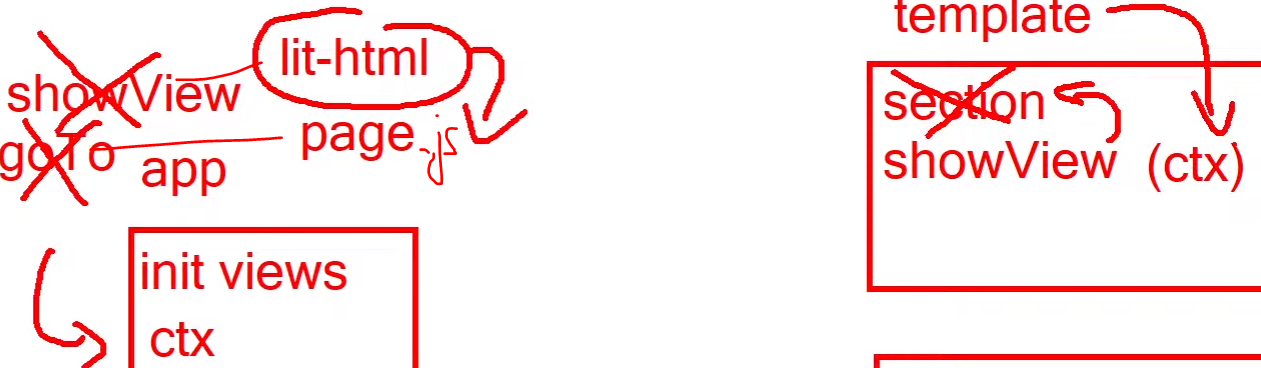 lit-html
showView
page.js
goTo
app
init views
ctx
template
section
showView (ctx)